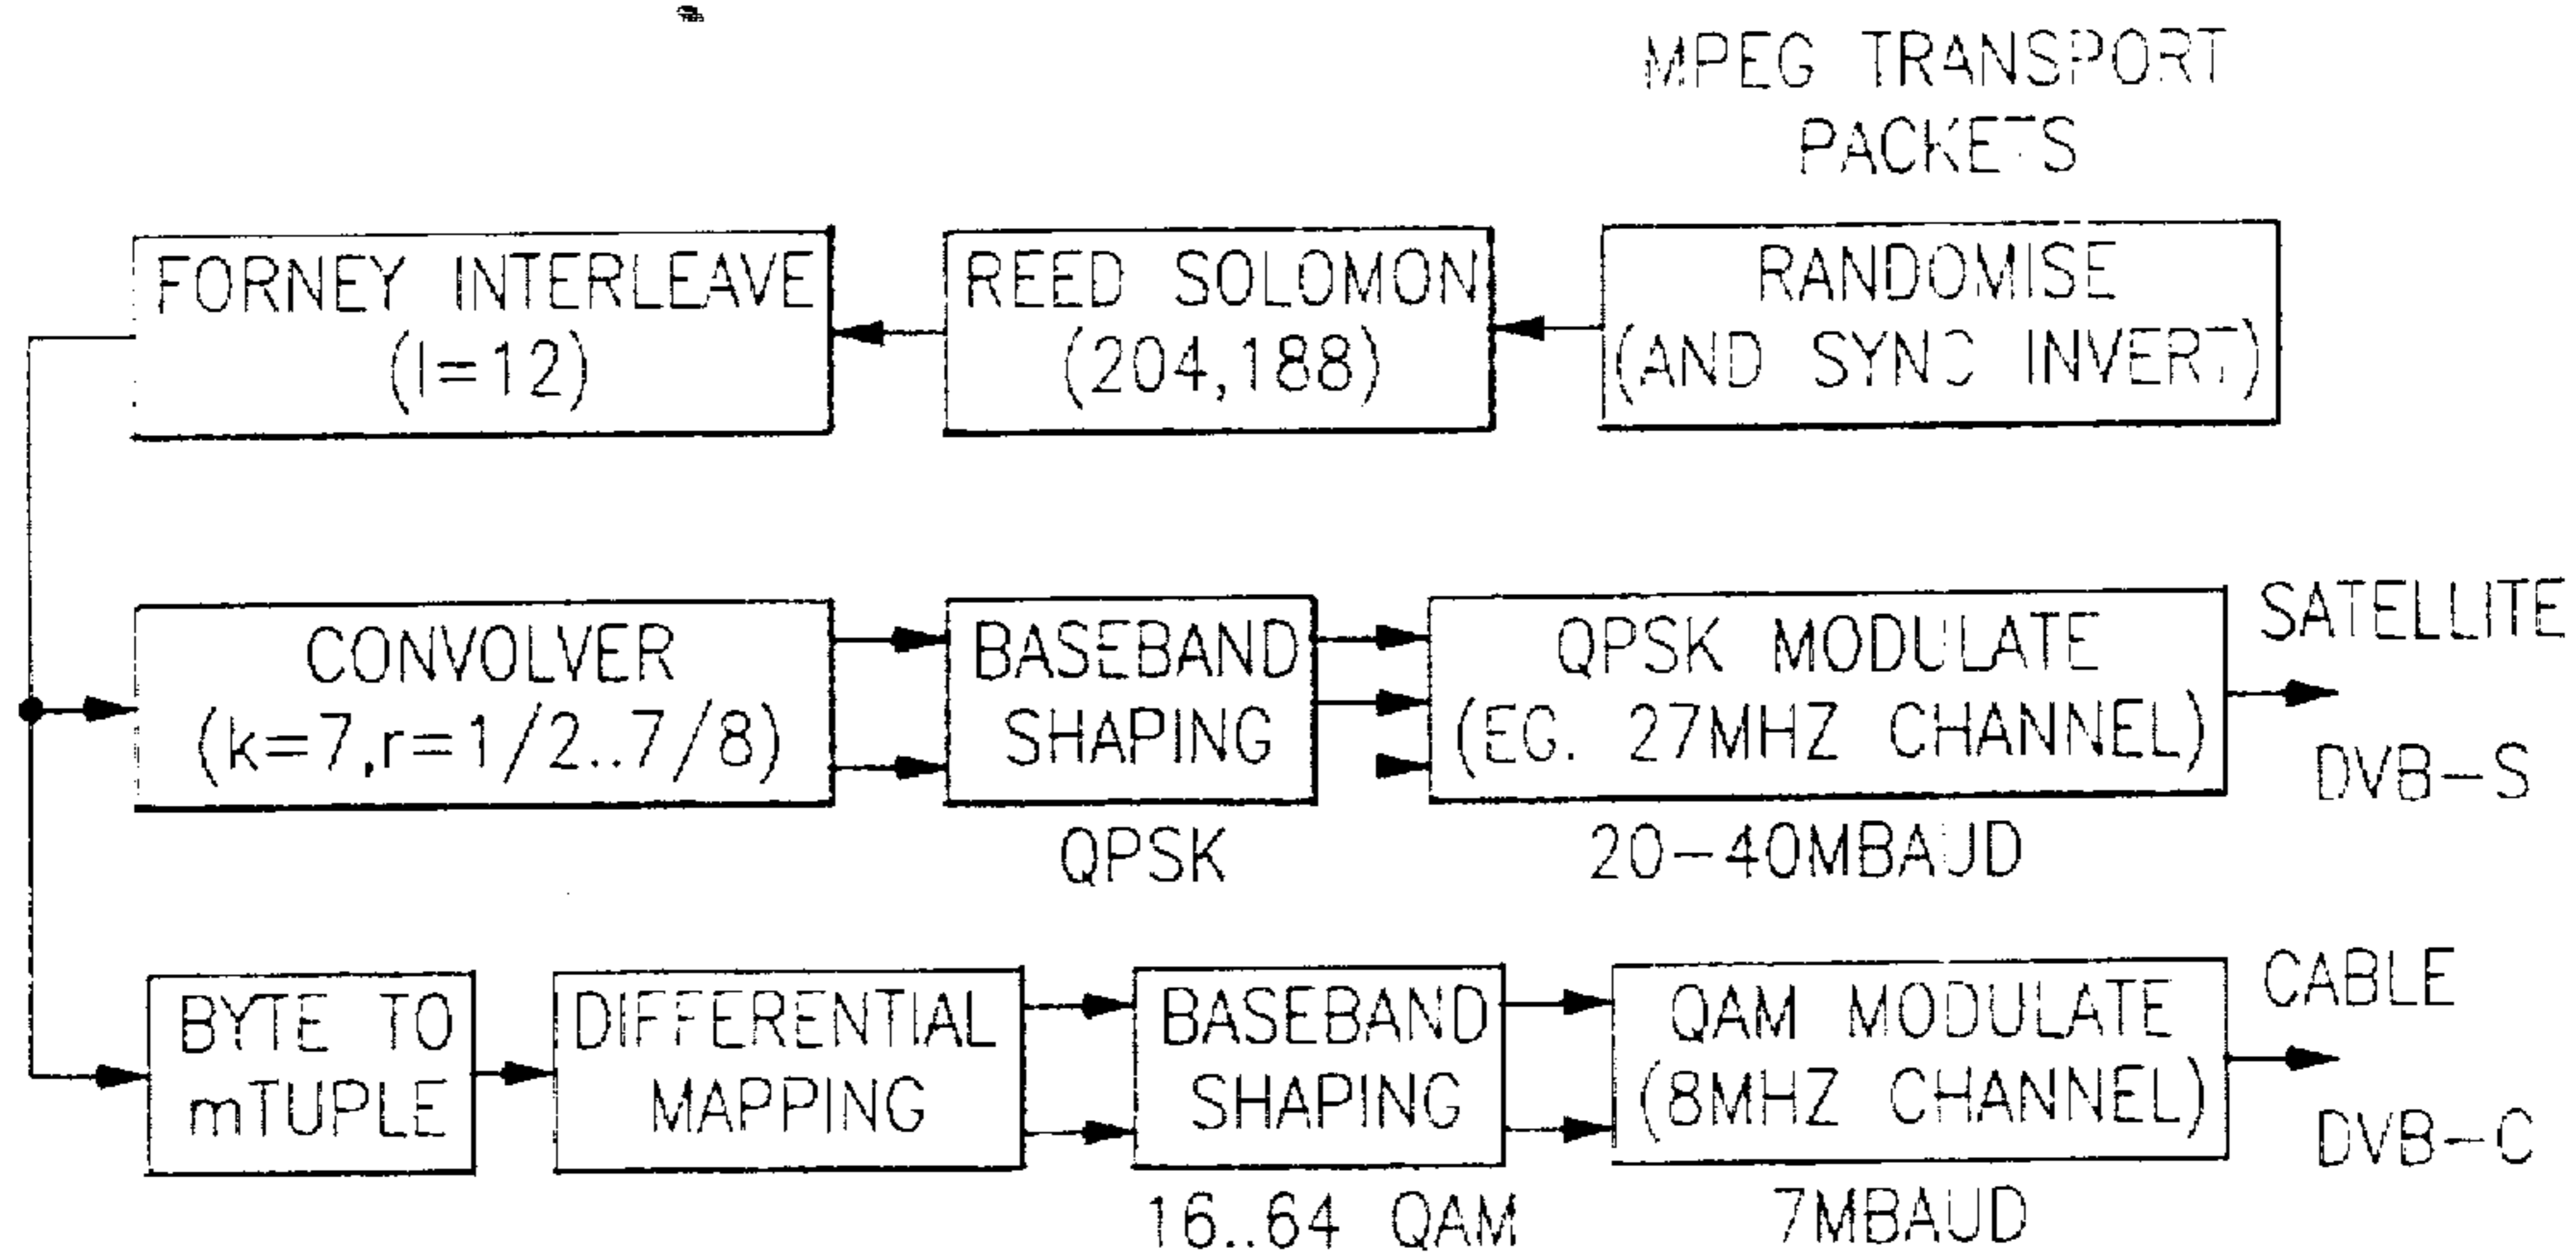 MPEG TRANSPORT
PACKETS
FORNEY INTERLEAVE
(I=12)
REED SOLOMON
(204,188)
RANDOMISE
(AND SYNC INVERT)
CONVOLVER
(k=7,r=1/2..7/8)
BASEBAND
SHAPING
QPSK
QPSK MODULATE
(EG. 27MHZ CHANNEL)
20-40MBAUD
SATELLITE
DVB-S
BYTE TO
mTUPLE
DIFFERENTIAL
MAPPING
BASEBAND
SHAPING
16..64 QAM
QAM MODULATE
(8MHZ CHANNEL)
7MBAUD
CABLE
DVB-C